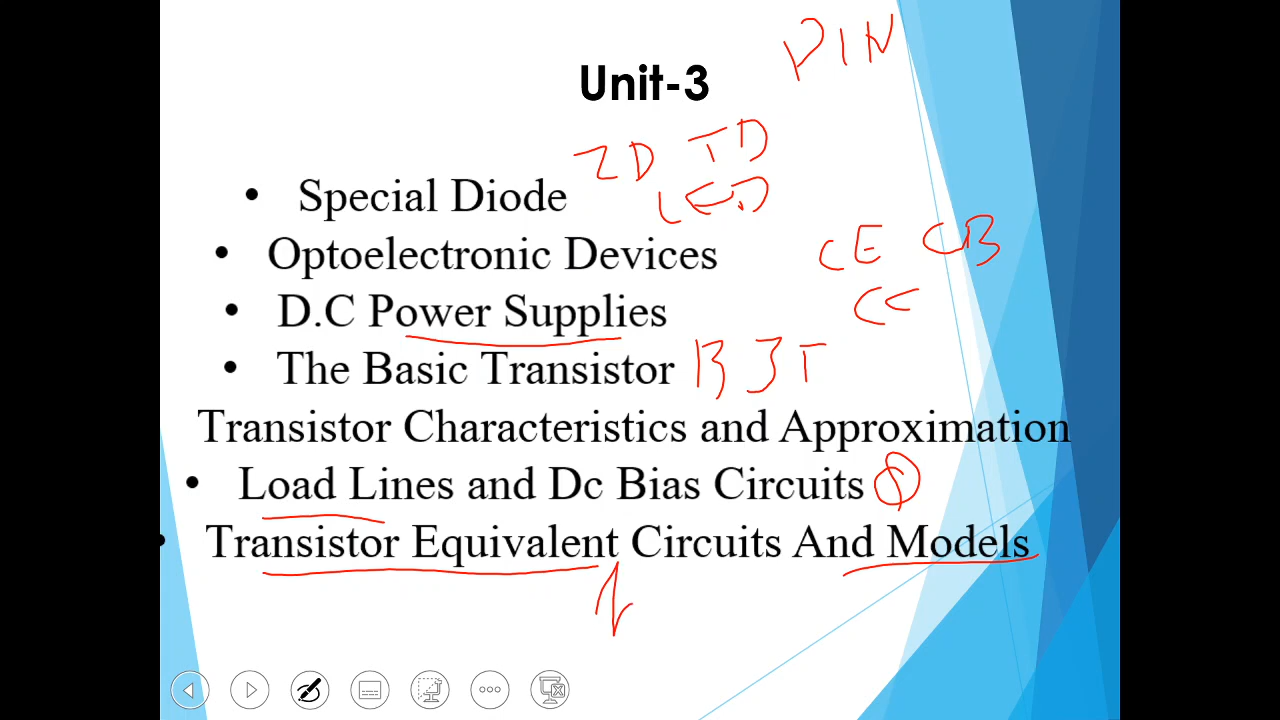 PIN
Unit-3
ZD TD
• Special Diode
LED
• Optoelectronic Devices
CE CB
• D.C Power Supplies
CC
• The Basic Transistor BJT
Transistor Characteristics and Approximation
• Load Lines and Dc Bias Circuits
• Transistor Equivalent Circuits And Models